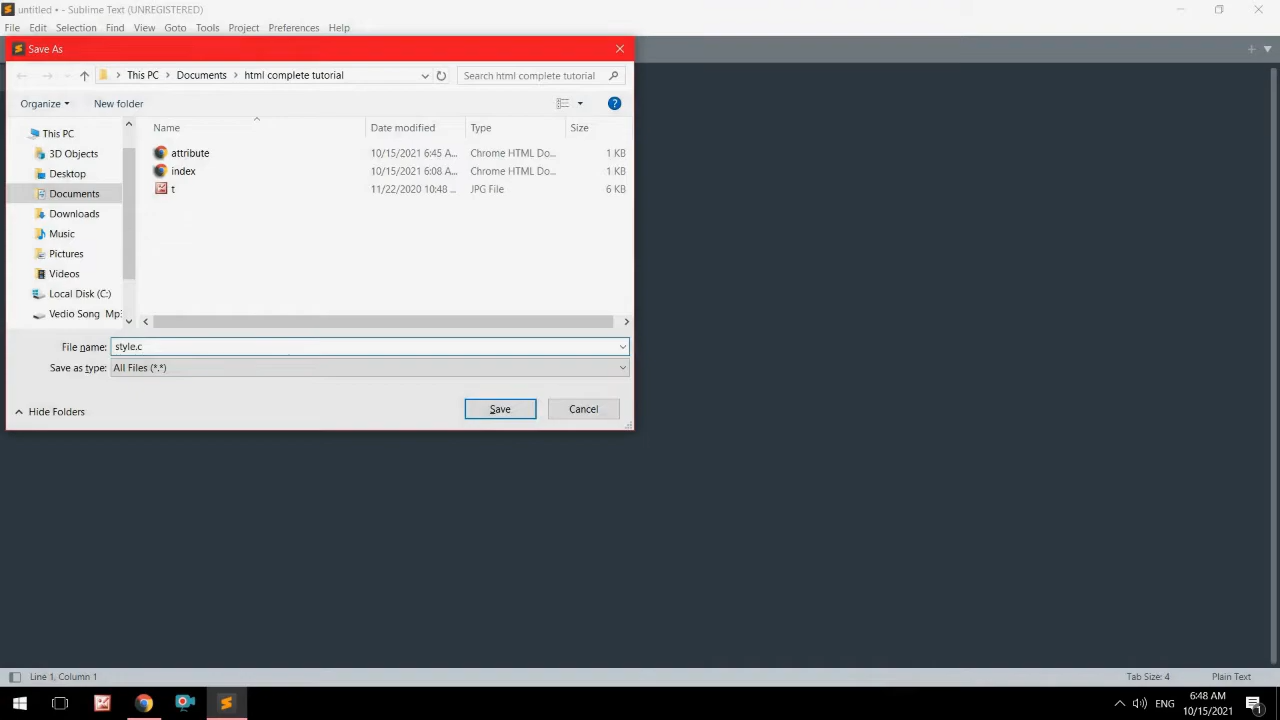 untitled • - Sublime Text (UNREGISTERED)
File Edit Selection Find View Goto Tools Project Preferences Help
Save As
This PC > Documents > html complete tutorial
Search html complete tutorial
Organize New folder
This PC
3D Objects
Desktop
Documents
Downloads
Music
Pictures
Videos
Local Disk (C:)
Vedio Song Mp
Name Date modified Type Size
attribute 10/15/2021 6:45 A... Chrome HTML Do... 1 KB
index 10/15/2021 6:08 A... Chrome HTML Do... 1 KB
t 11/22/2020 10:48 ... JPG File 6 KB
File name: style.c
Save as type: All Files (*.*)
Hide Folders
Save Cancel
Line 1, Column 1
Tab Size: 4 Plain Text
ENG
6:48 AM
10/15/2021
1